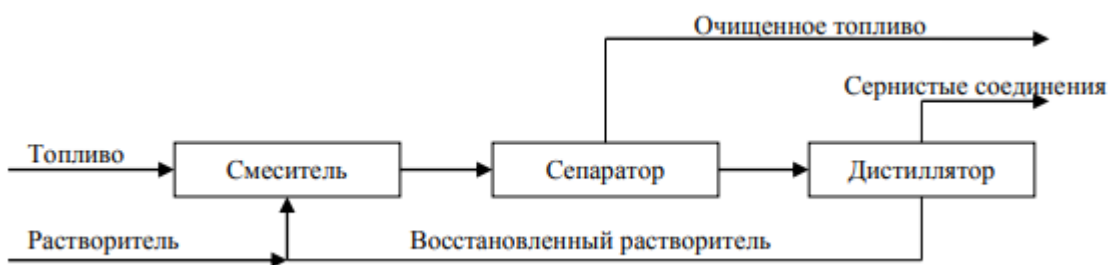 Очищенное топливо
Сернистые соединения
Топливо
Смеситель
Сепаратор
Дистиллятор
Растворитель
Восстановленный растворитель